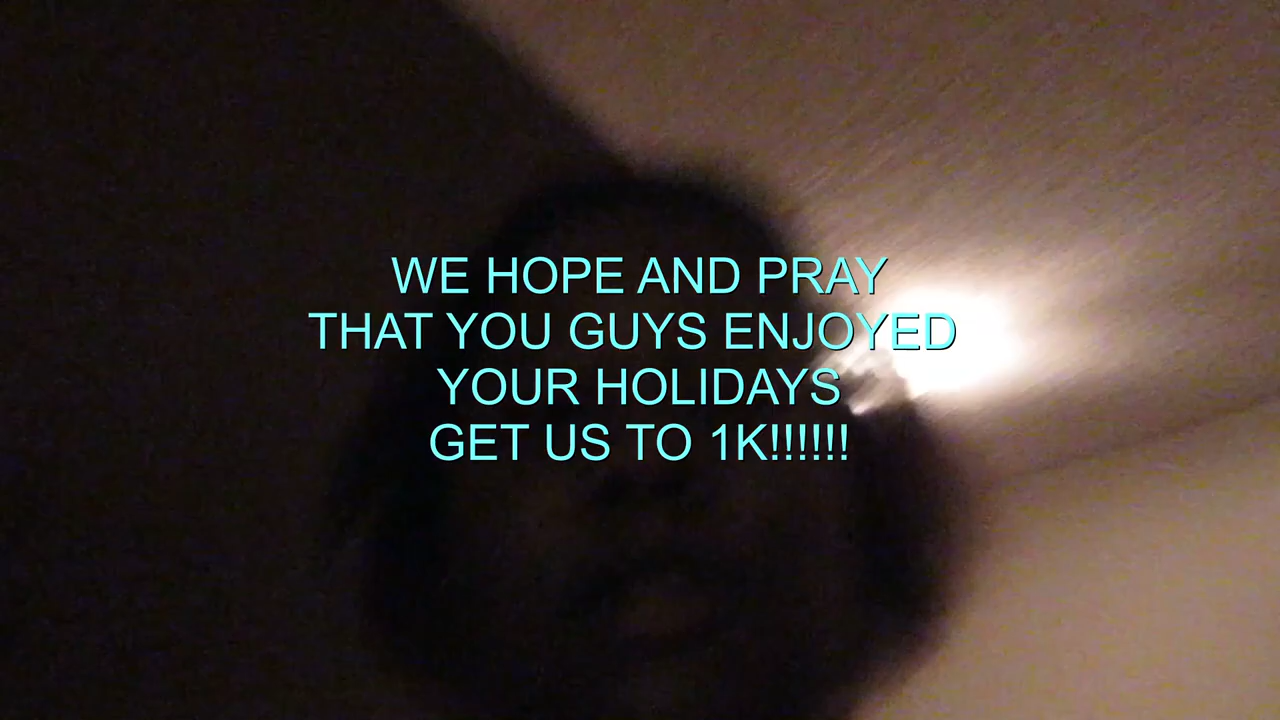 WE HOPE AND PRAY
THAT YOU GUYS ENJOYED
YOUR HOLIDAYS
GET US TO 1K!!!!!!